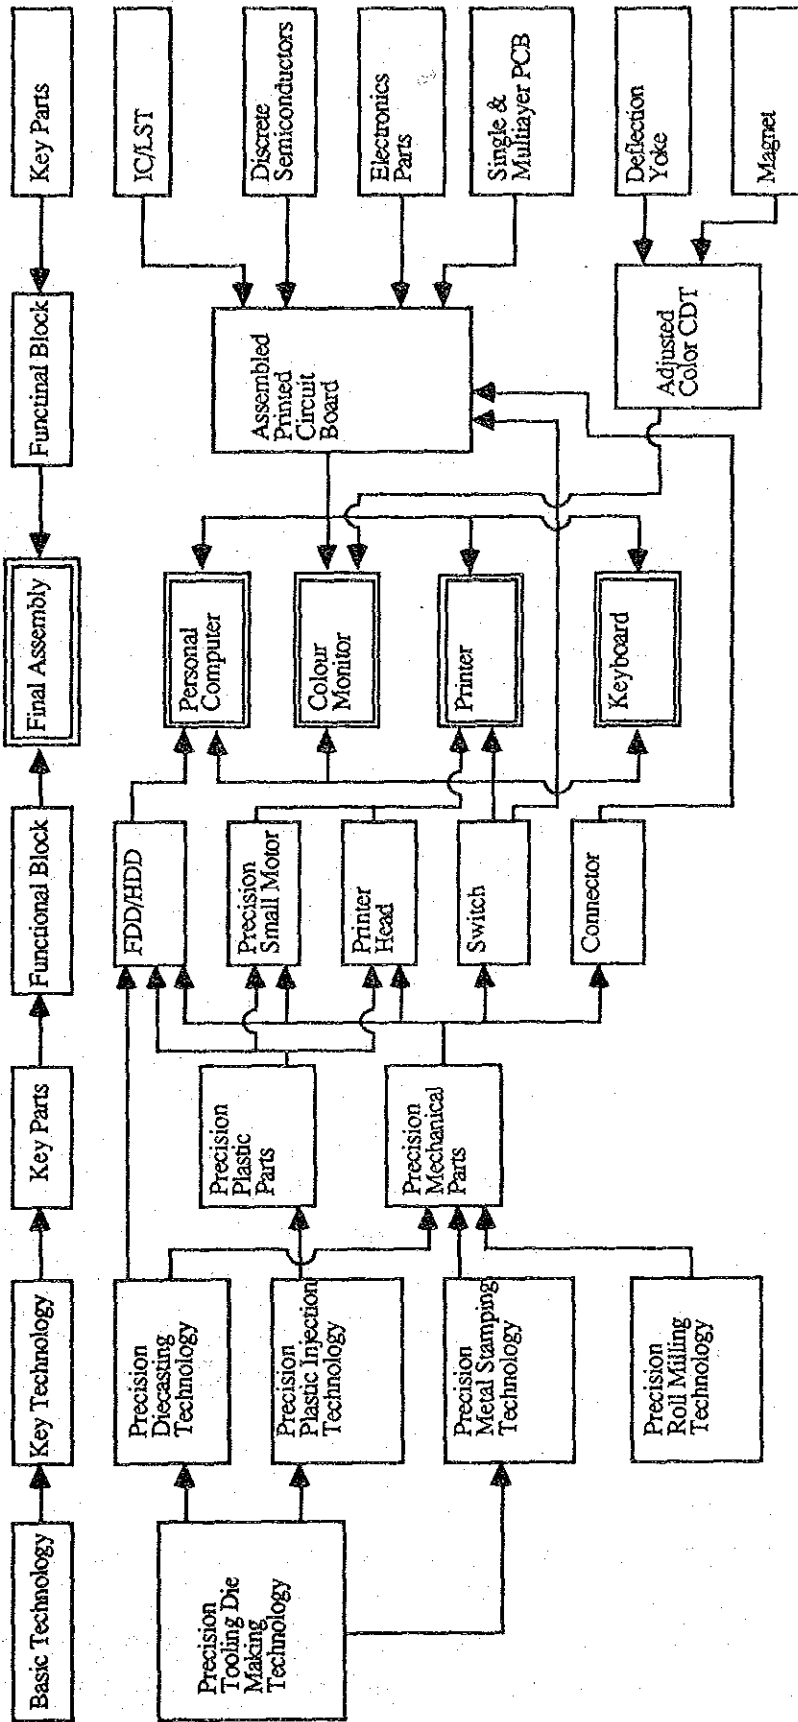 Basic Technology
Key Technology
Key Parts
Functional Block
Final Assembly
Functinal Block
Key Parts
Precision
Tooling Die
Making
Technology
Precision
Diecasting
Technology
Precision
Plastic Injection
Technology
Precision
Metal Stamping
Technology
Precision
Roll Milling
Technology
Precision
Plastic
Parts
Precision
Mechanical
Parts
FDD/HDD
Precision
Small Motor
Printer
Head
Switch
Connector
Personal
Computer
Colour
Monitor
Printer
Keyboard
Assembled
Printed
Circuit
Board
Adjusted
Color CDT
IC/LST
Discrete
Semiconductors
Electronics
Parts
Single &
Multiayer PCB
Deflection
Yoke
Magnet